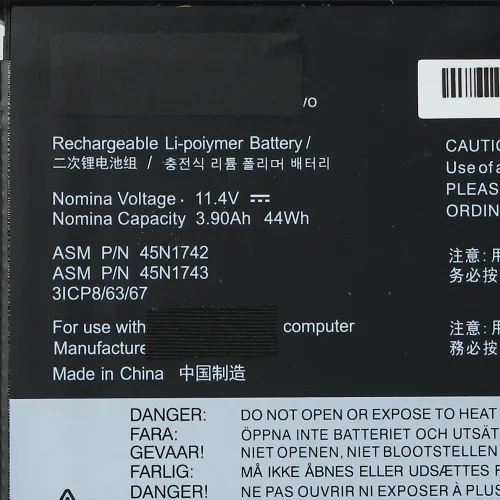 /o
Rechargeable Li-poiymer Battery /
二次锂电池组 / 충전식 리튬 폴리머 배터리
Nomina Voltage · 11.4V
Nomina Capacity 3.90Ah 44Wh
ASM P/N 45N1742
ASM P/N 45N1743
3ICP8/63/67
For use with computer
Manufacture
Made in China 中国制造
CAUTIO
Use of a
PLEAS
ORDIN
注意: 用
务必按
注意: 用
務必按
DANGER: DO NOT OPEN OR EXPOSE TO HEAT
FARA: ÖPPNA INTE BATTERIET OCH UTSÄT
GEVAAR! NIET OPENEN, NIET BLOOTSTELLEN
FARLIG: MÅ IKKE ÅBNES ELLER UDSÆTTES F
DANGER! NE PAS OUVRIR NI EXPOSER À PLUS